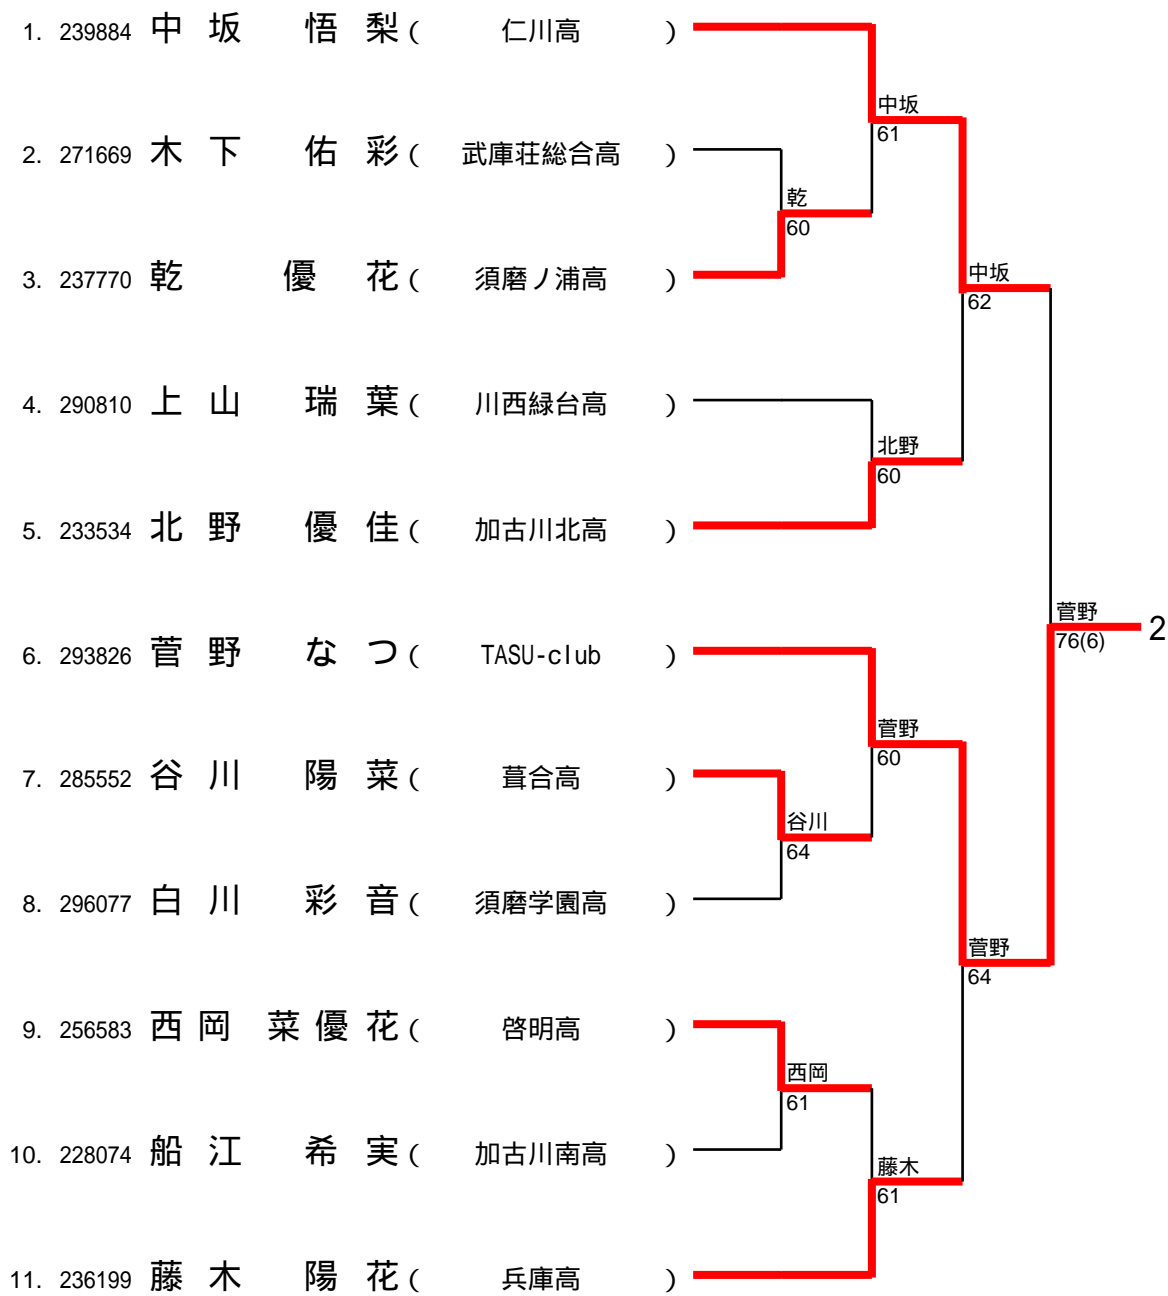 1. 239884 中坂 悟梨 ( 仁川高 )
中坂
61
2. 271669 木下 佑彩 ( 武庫荘総合高 )
乾
60
3. 237770 乾 優花 ( 須磨ノ浦高 )
中坂
62
4. 290810 上山 瑞葉 ( 川西緑台高 )
北野
60
5. 233534 北野 優佳 ( 加古川北高 )
菅野 2
76(6)
6. 293826 菅野 なつ ( TASU-club )
菅野
60
7. 285552 谷川 陽菜 ( 葺合高 )
谷川
64
8. 296077 白川 彩音 ( 須磨学園高 )
菅野
64
9. 256583 西岡 菜優花 ( 啓明高 )
西岡
61
10. 228074 船江 希実 ( 加古川南高 )
藤木
61
11. 236199 藤木 陽花 ( 兵庫高 )